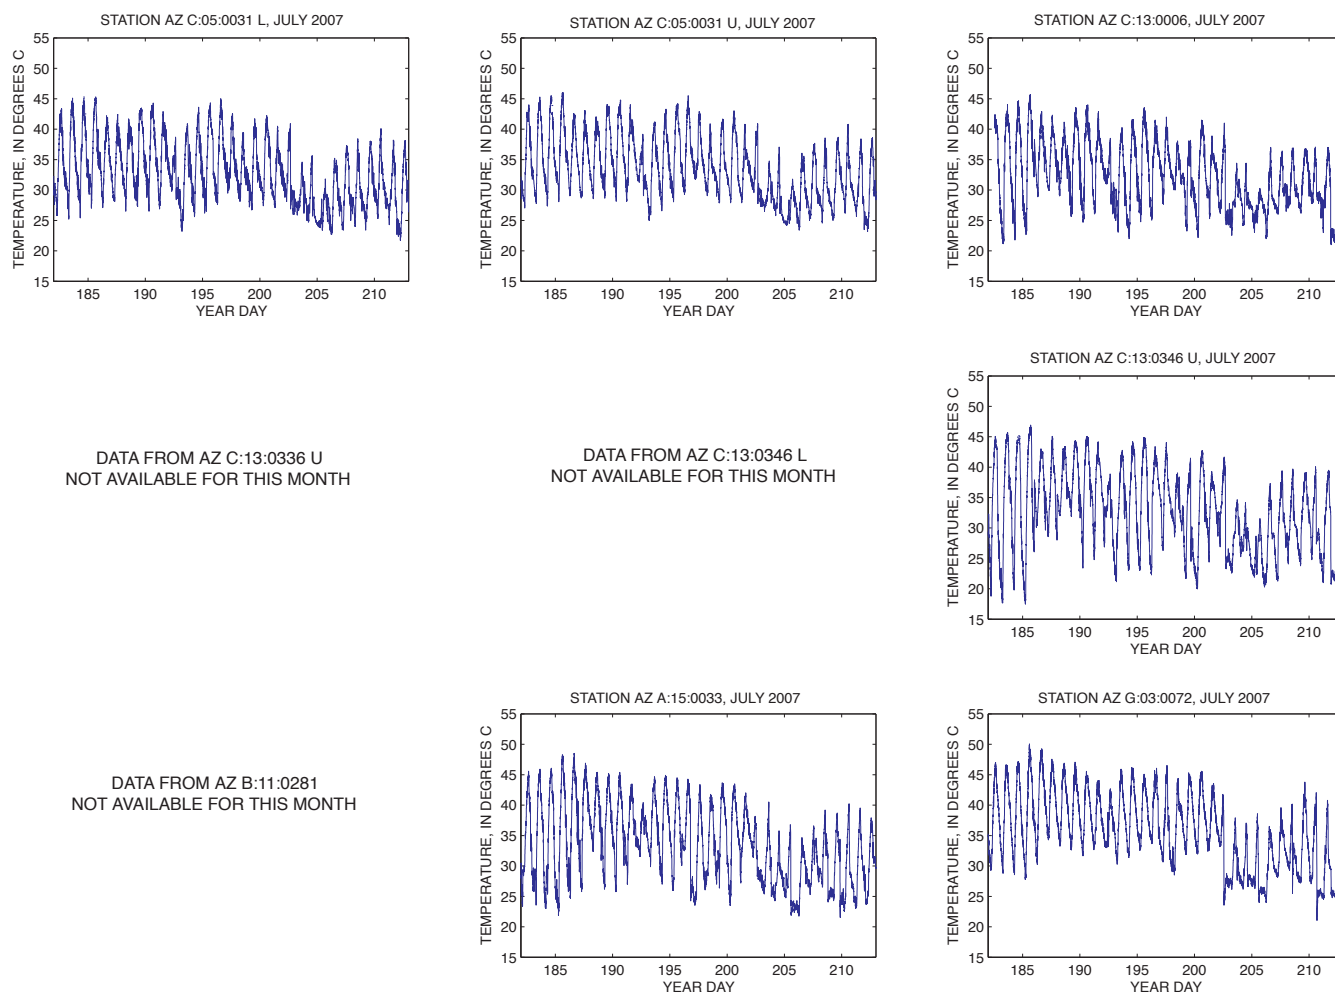 STATION AZ C:05:0031 L, JULY 2007
TEMPERATURE, IN DEGREES C
55
50
45
40
35
30
25
20
15
185 190 195 200 205 210
YEAR DAY
STATION AZ C:05:0031 U, JULY 2007
TEMPERATURE, IN DEGREES C
55
50
45
40
35
30
25
20
15
185 190 195 200 205 210
YEAR DAY
STATION AZ C:13:0006, JULY 2007
TEMPERATURE, IN DEGREES C
55
50
45
40
35
30
25
20
15
185 190 195 200 205 210
YEAR DAY
DATA FROM AZ C:13:0336 U
NOT AVAILABLE FOR THIS MONTH
DATA FROM AZ C:13:0346 L
NOT AVAILABLE FOR THIS MONTH
STATION AZ C:13:0346 U, JULY 2007
TEMPERATURE, IN DEGREES C
55
50
45
40
35
30
25
20
15
185 190 195 200 205 210
YEAR DAY
DATA FROM AZ B:11:0281
NOT AVAILABLE FOR THIS MONTH
STATION AZ A:15:0033, JULY 2007
TEMPERATURE, IN DEGREES C
55
50
45
40
35
30
25
20
15
185 190 195 200 205 210
YEAR DAY
STATION AZ G:03:0072, JULY 2007
TEMPERATURE, IN DEGREES C
55
50
45
40
35
30
25
20
15
185 190 195 200 205 210
YEAR DAY